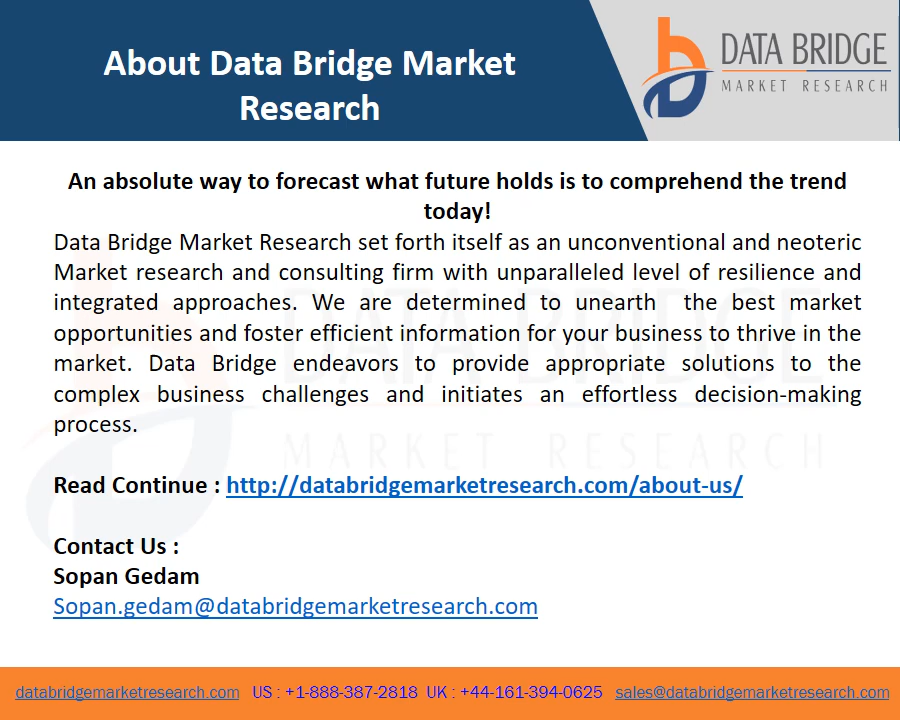 About Data Bridge Market
Research
DATA BRIDGE
MARKET RESEARCH
An absolute way to forecast what future holds is to comprehend the trend
today!
Data Bridge Market Research set forth itself as an unconventional and neoteric
Market research and consulting firm with unparalleled level of resilience and
integrated approaches. We are determined to unearth the best market
opportunities and foster efficient information for your business to thrive in the
market. Data Bridge endeavors to provide appropriate solutions to the
complex business challenges and initiates an effortless decision-making
process.
DATA BRIDGE
MARKET RESEARCH
Read Continue : http://databridgemarketresearch.com/about-us/
Contact Us :
Sopan Gedam
Sopan.gedam@databridgemarketresearch.com
databridgemarketresearch.com US : +1-888-387-2818 UK : +44-161-394-0625 sales@databridgemarketresearch.com